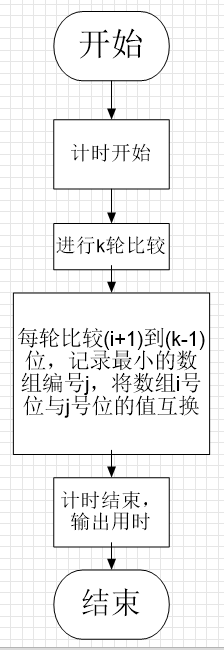 开始
计时开始
进行k轮比较
每轮比较(i+1)到(k-1)
位，记录最小的数
组编号j，将数组i号
位与j号位的值互换
计时结束，
输出用时
结束